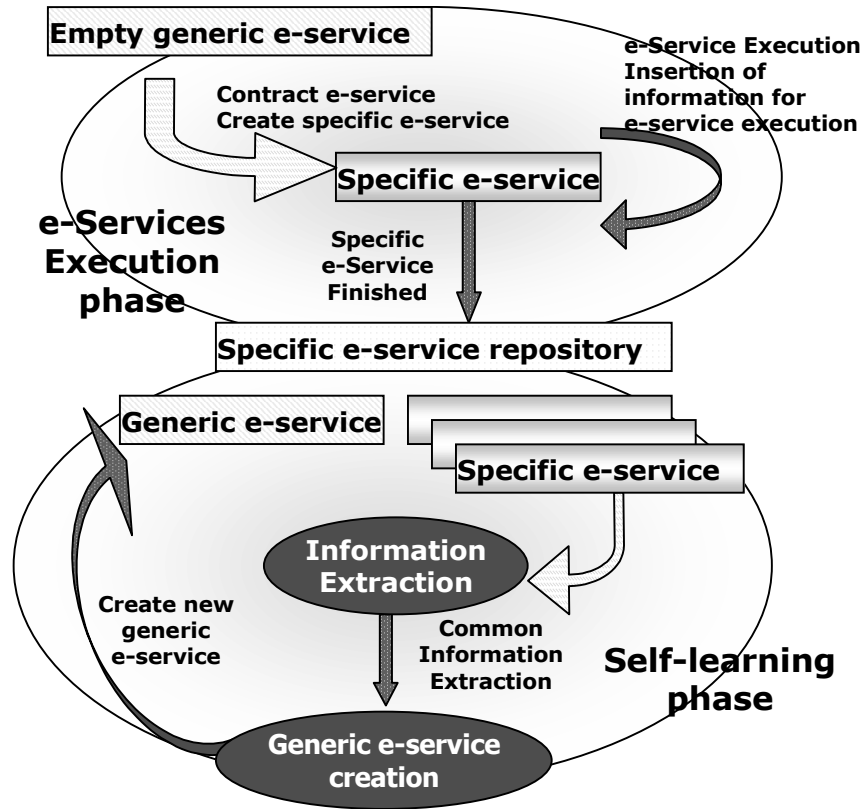 Empty generic e-service
e-Service Execution
Insertion of
information for
e-service execution
Contract e-service
Create specific e-service
Specific e-service
e-Services
Execution
phase
Specific
e-Service
Finished
Specific e-service repository
Generic e-service
Specific e-service
Information
Extraction
Create new
generic
e-service
Common
Information
Extraction
Self-learning
phase
Generic e-service
creation